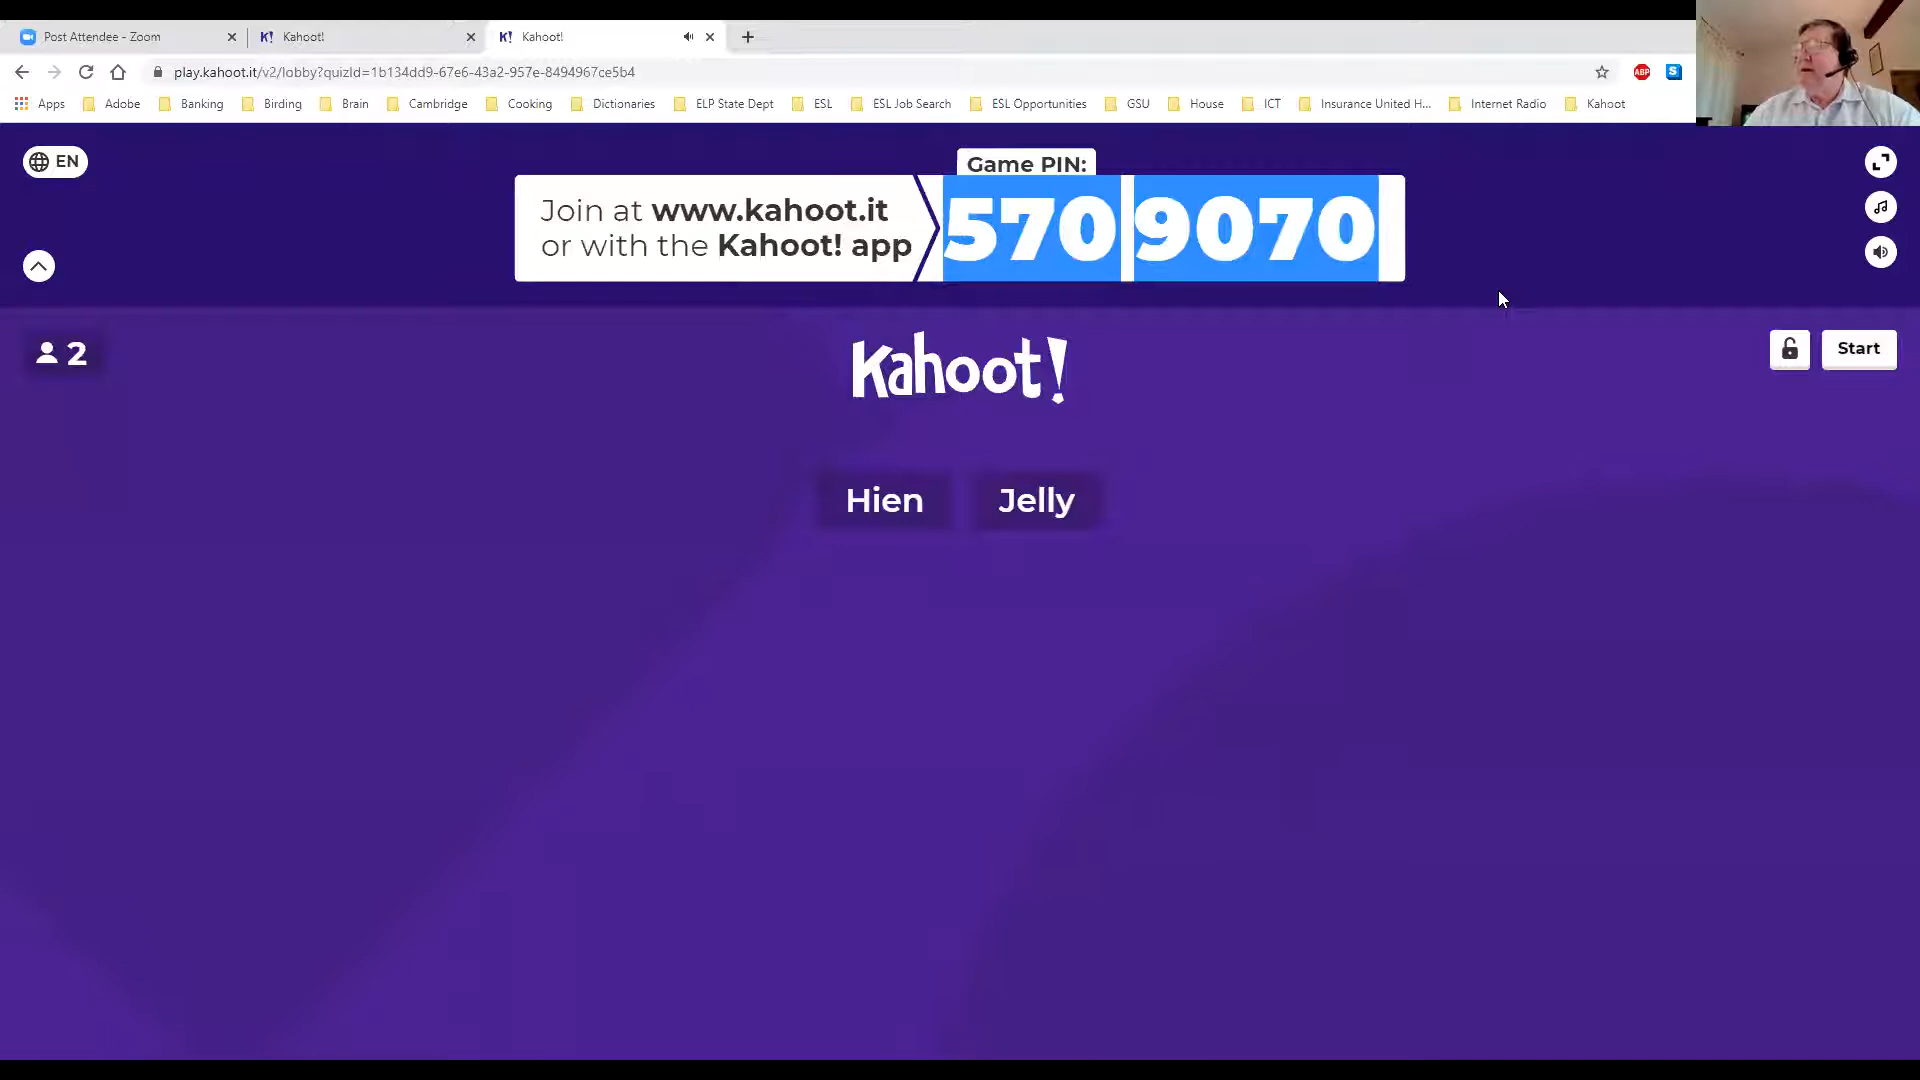 Post Attendee - Zoom
Kahoot!
Kahoot!
play.kahoot.it/v2/lobby?quizId=1b134dd9-67e6-43a2-957e-8494967ce5b4
ABP
S
Apps Adobe Banking Birding Brain Cambridge Cooking Dictionaries ELP State Dept ESL ESL Job Search ESL Opportunities GSU House ICT Insurance United H... Internet Radio Kahoot
EN
Game PIN:
Join at www.kahoot.it
or with the Kahoot! app
570 9070
2
Kahoot!
Start
Hien Jelly